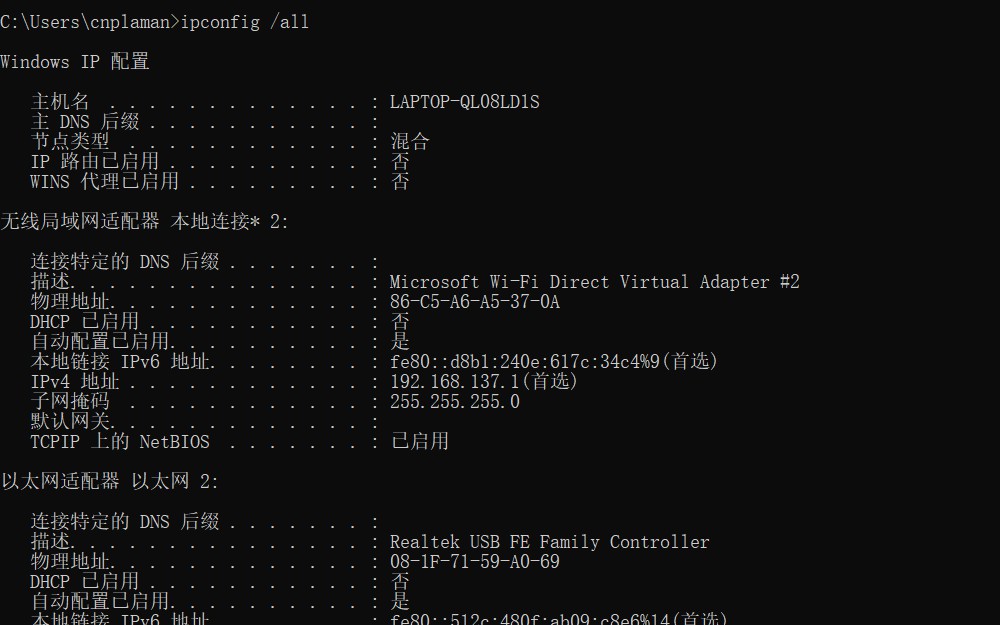 C:\Users\cnplaman>ipconfig /all
Windows IP 配置
主机名 . . . . . . . . . . . . . : LAPTOP-QL08LD1S
主 DNS 后缀 . . . . . . . . . . . :
节点类型 . . . . . . . . . . . . : 混合
IP 路由已启用 . . . . . . . . . . : 否
WINS 代理已启用 . . . . . . . . . : 否
无线局域网适配器 本地连接* 2:
连接特定的 DNS 后缀 . . . . . . . :
描述. . . . . . . . . . . . . . . : Microsoft Wi-Fi Direct Virtual Adapter #2
物理地址. . . . . . . . . . . . . : 86-C5-A6-A5-37-0A
DHCP 已启用 . . . . . . . . . . . : 否
自动配置已启用. . . . . . . . . . : 是
本地链接 IPv6 地址. . . . . . . . : fe80::d8b1:240e:617c:34c4%9(首选)
IPv4 地址 . . . . . . . . . . . . : 192.168.137.1(首选)
子网掩码 . . . . . . . . . . . . : 255.255.255.0
默认网关. . . . . . . . . . . . . :
TCPIP 上的 NetBIOS . . . . . . . : 已启用
以太网适配器 以太网 2:
连接特定的 DNS 后缀 . . . . . . . :
描述. . . . . . . . . . . . . . . : Realtek USB FE Family Controller
物理地址. . . . . . . . . . . . . : 08-1F-71-59-A0-69
DHCP 已启用 . . . . . . . . . . . : 否
自动配置已启用. . . . . . . . . . : 是
本地链接 IPv6 地址. . . . . . . . : fe80::512c:480f:ab09:c8e6%14(首选)